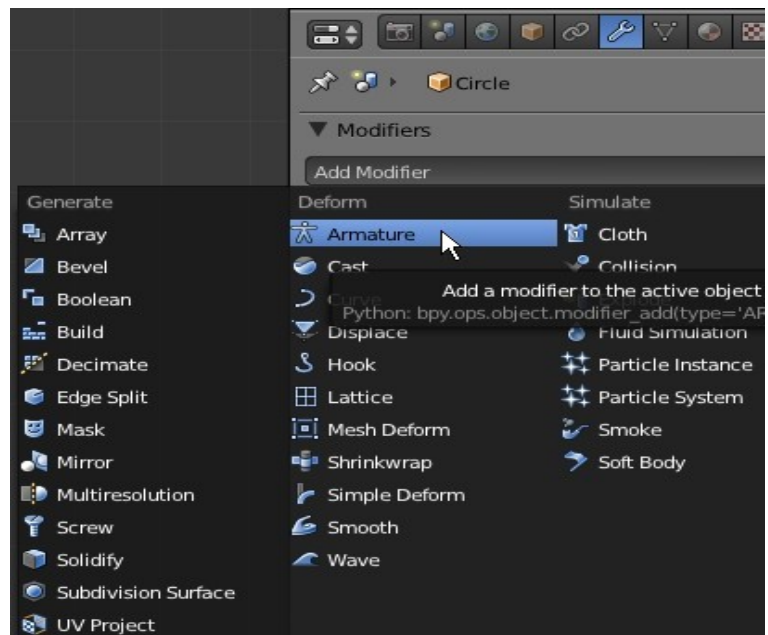 Circle
Modifiers
Add Modifier
Generate
Array
Bevel
Boolean
Build
Decimate
Edge Split
Mask
Mirror
Multiresolution
Screw
Solidify
Subdivision Surface
UV Project
Deform
Armature
Cast
Curve
Displace
Hook
Lattice
Mesh Deform
Shrinkwrap
Simple Deform
Smooth
Wave
Simulate
Cloth
Collision
Fluid Simulation
Particle Instance
Particle System
Smoke
Soft Body
Add a modifier to the active object
Python: bpy.ops.object.modifier_add(type='AR